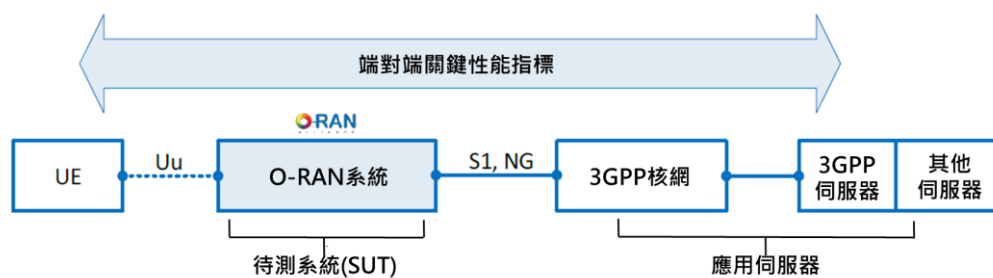 端對端關鍵性能指標
O-RAN
ALLIANCE
UE
Uu
O-RAN系統
S1, NG
3GPP核網
3GPP
伺服器
其他
伺服器
待測系統(SUT)
應用伺服器